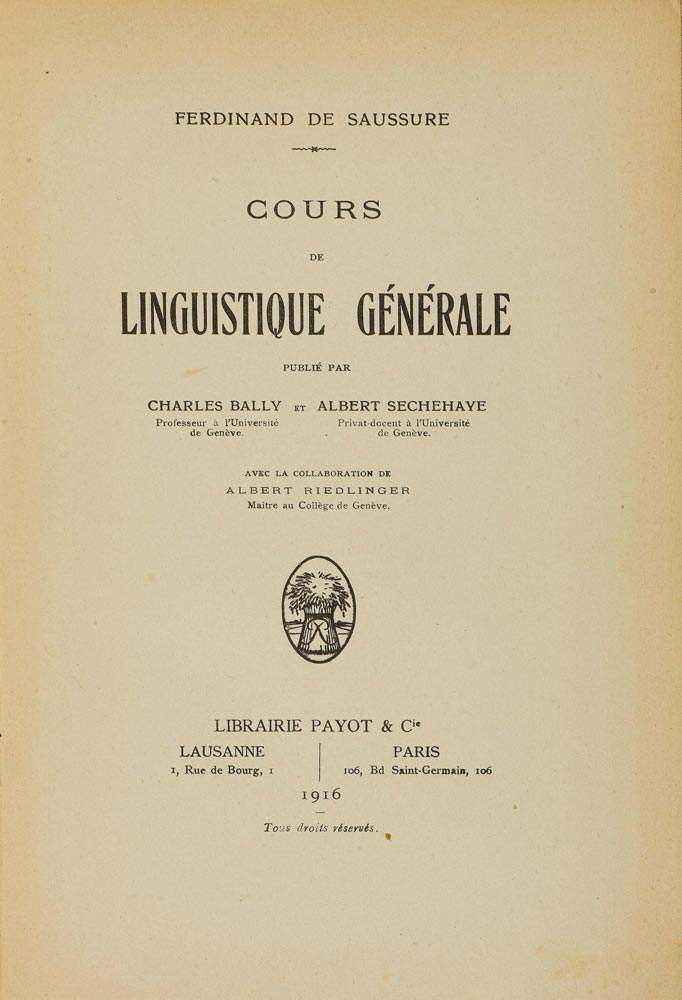 FERDINAND DE SAUSSURE
COURS
DE
LINGUISTIQUE GÉNÉRALE
PUBLIÉ PAR
CHARLES BALLY ET ALBERT SECHEHAYE
Professeur à l'Université Privat-docent à l'Université
de Genève. de Genève.
AVEC LA COLLABORATION DE
ALBERT RIEDLINGER
Maître au Collège de Genève.
LIBRAIRIE PAYOT & Cie
LAUSANNE PARIS
1, Rue de Bourg, 1 106, Bd Saint-Germain, 106
1916
Tous droits réservés.